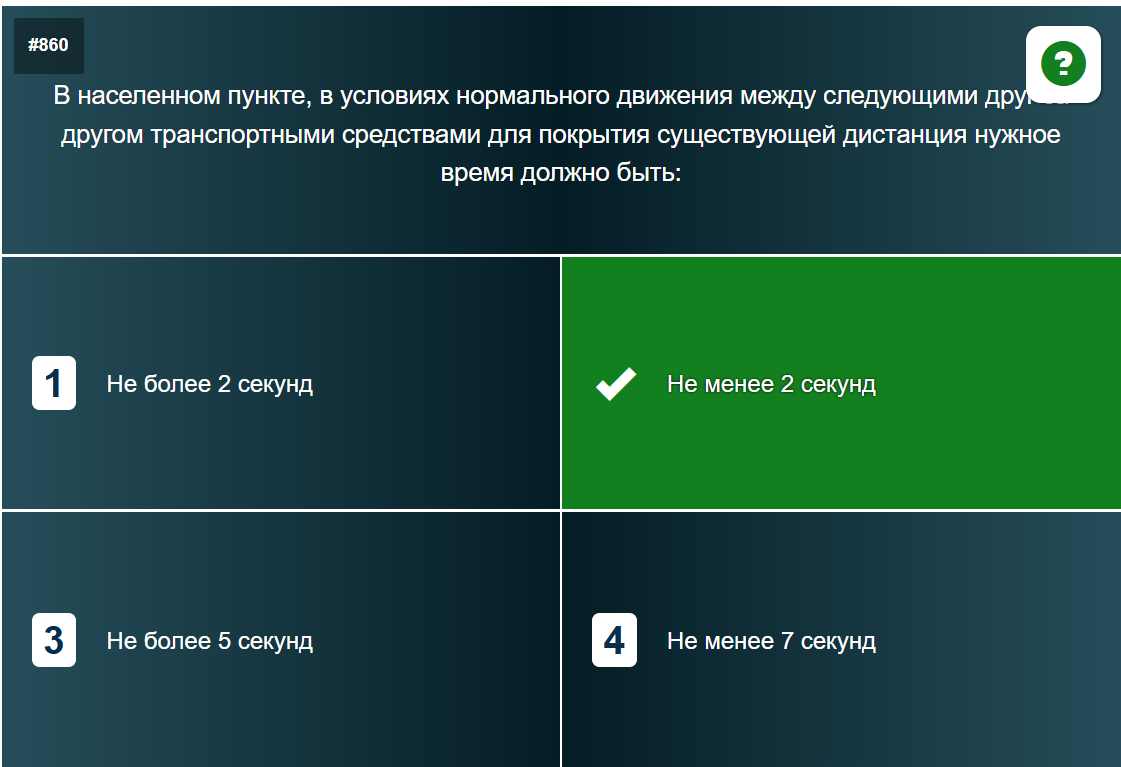 #860
?
В населенном пункте, в условиях нормального движения между следующими
другом транспортными средствами для покрытия существующей дистанция нужное
время должно быть:
1 Не более 2 секунд
Не менее 2 секунд
3 Не более 5 секунд
4 Не менее 7 секунд